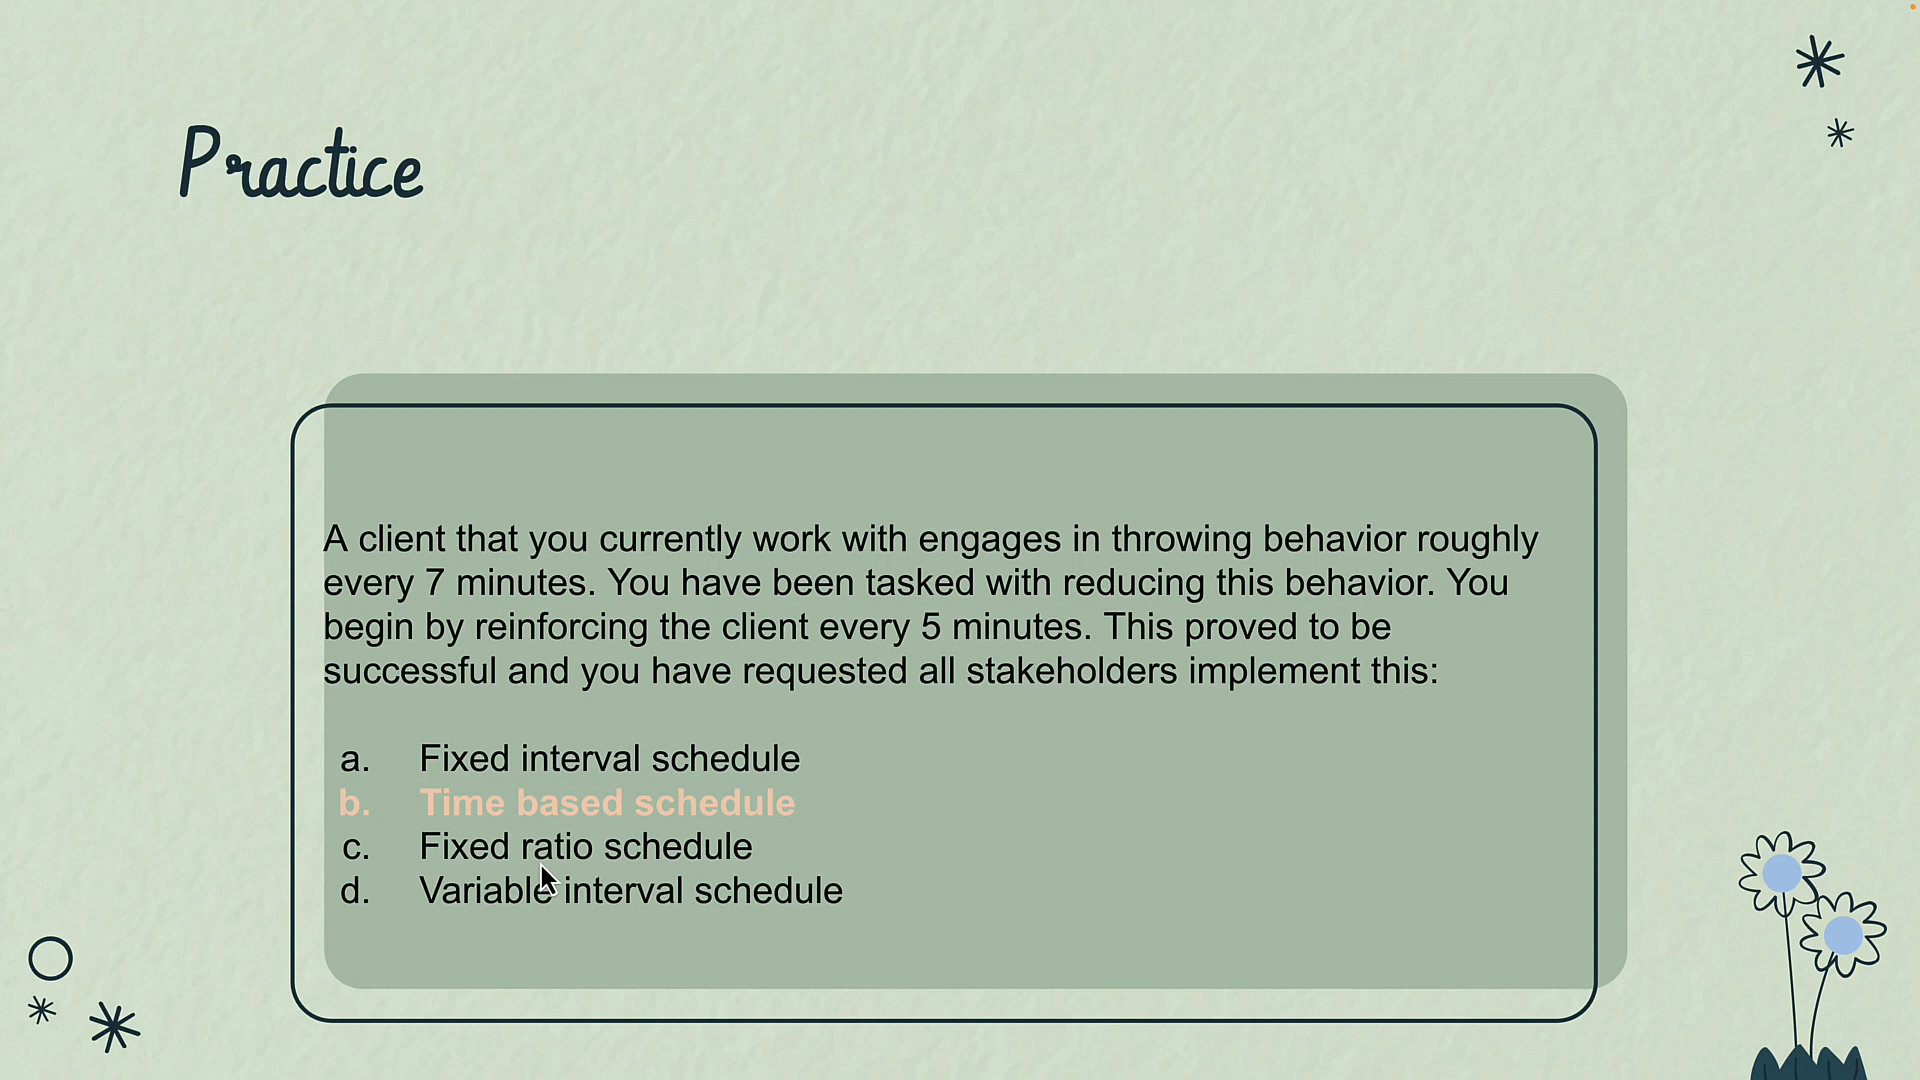 Practice
A client that you currently work with engages in throwing behavior roughly
every 7 minutes. You have been tasked with reducing this behavior. You
begin by reinforcing the client every 5 minutes. This proved to be
successful and you have requested all stakeholders implement this:
a. Fixed interval schedule
b. Time based schedule
c. Fixed ratio schedule
d. Variable interval schedule